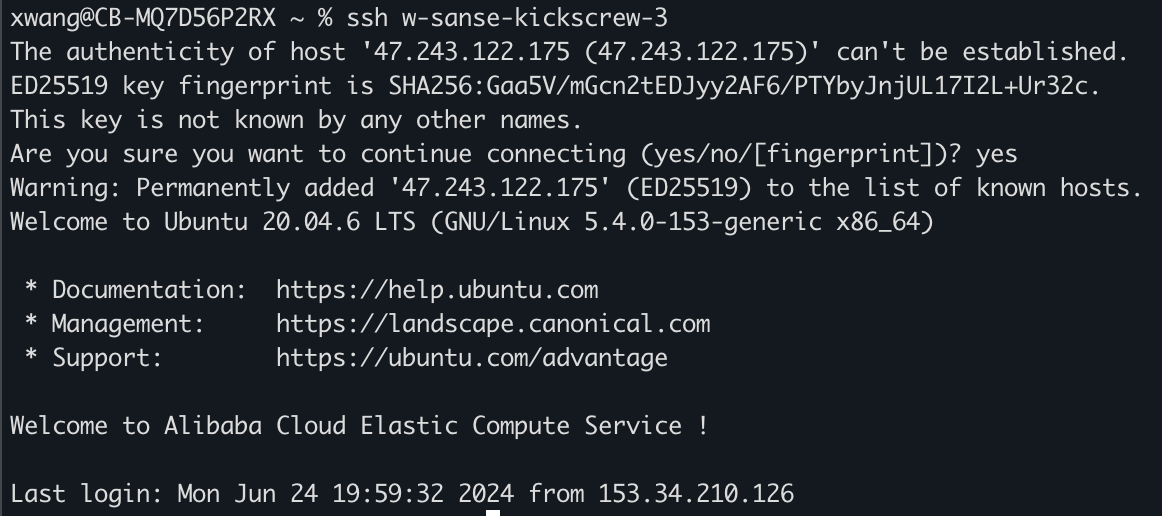 xwang@CB-MQ7D56P2RX ~ % ssh w-sanse-kickscrew-3
The authenticity of host '47.243.122.175 (47.243.122.175)' can't be established.
ED25519 key fingerprint is SHA256:Gaa5V/mGcn2tEDJyy2AF6/PTYbyJnjUL17I2L+Ur32c.
This key is not known by any other names.
Are you sure you want to continue connecting (yes/no/[fingerprint])? yes
Warning: Permanently added '47.243.122.175' (ED25519) to the list of known hosts.
Welcome to Ubuntu 20.04.6 LTS (GNU/Linux 5.4.0-153-generic x86_64)

 * Documentation:  https://help.ubuntu.com
 * Management:     https://landscape.canonical.com
 * Support:        https://ubuntu.com/advantage

Welcome to Alibaba Cloud Elastic Compute Service !

Last login: Mon Jun 24 19:59:32 2024 from 153.34.210.126